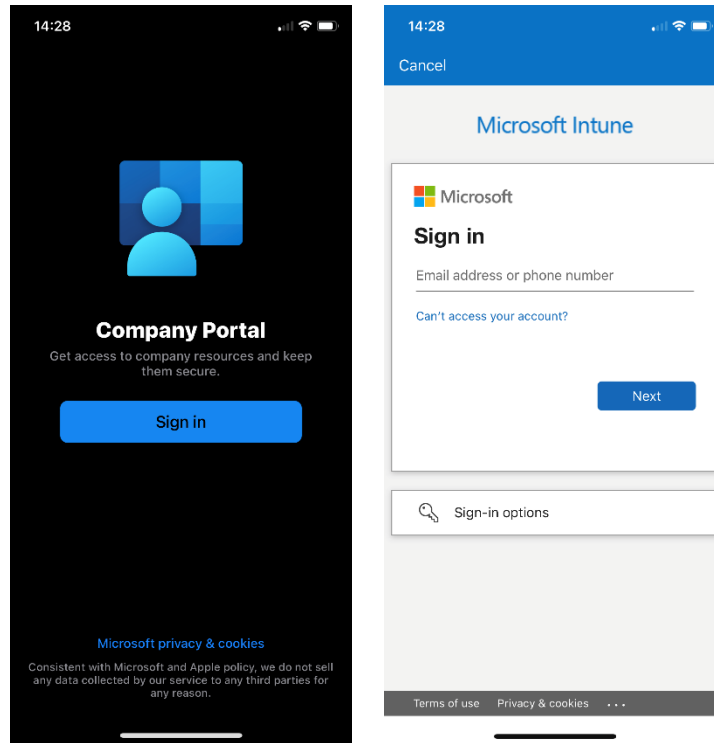 14:28
Company Portal
Get access to company resources and keep
them secure.
Sign in
Microsoft privacy & cookies
Consistent with Microsoft and Apple policy, we do not sell
any data collected by our service to any third parties for
any reason.
14:28
Cancel
Microsoft Intune
Microsoft
Sign in
Email address or phone number
Can't access your account?
Next
Sign-in options
Terms of use Privacy & cookies ...